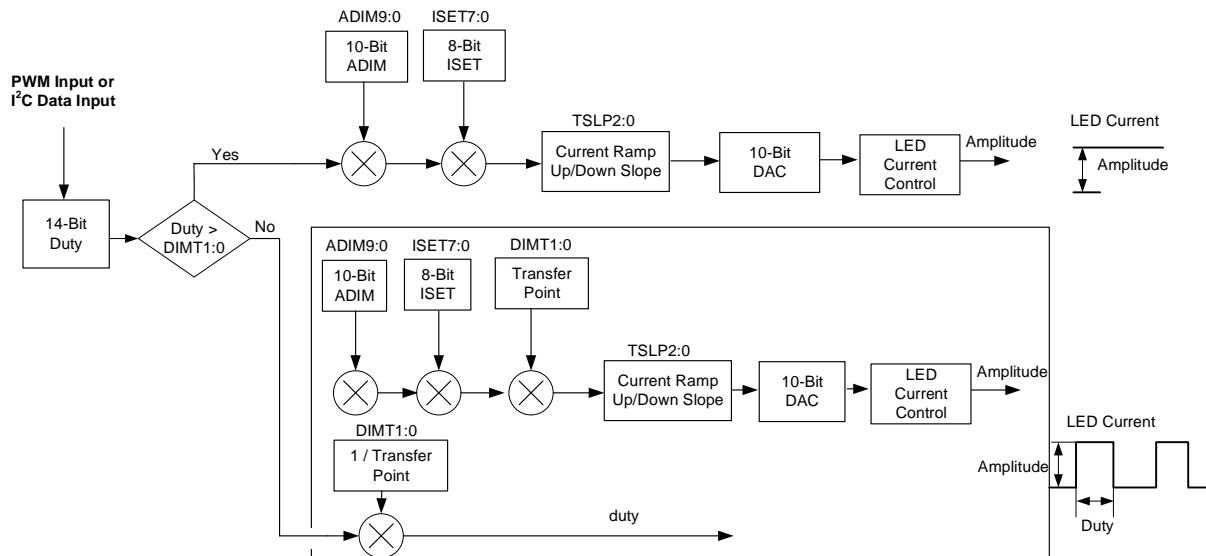 PWM Input or
I²C Data Input
14-Bit
Duty
Duty >
DIMT1:0
Yes
No
ADIM9:0
10-Bit
ADIM
ISET7:0
8-Bit
ISET
TSLP2:0
Current Ramp
Up/Down Slope
10-Bit
DAC
LED
Current
Control
Amplitude
LED Current
Amplitude
ADIM9:0
10-Bit
ADIM
ISET7:0
8-Bit
ISET
DIMT1:0
Transfer
Point
TSLP2:0
Current Ramp
Up/Down Slope
10-Bit
DAC
LED
Current
Control
Amplitude
DIMT1:0
1 / Transfer
Point
duty
LED Current
Amplitude
Duty